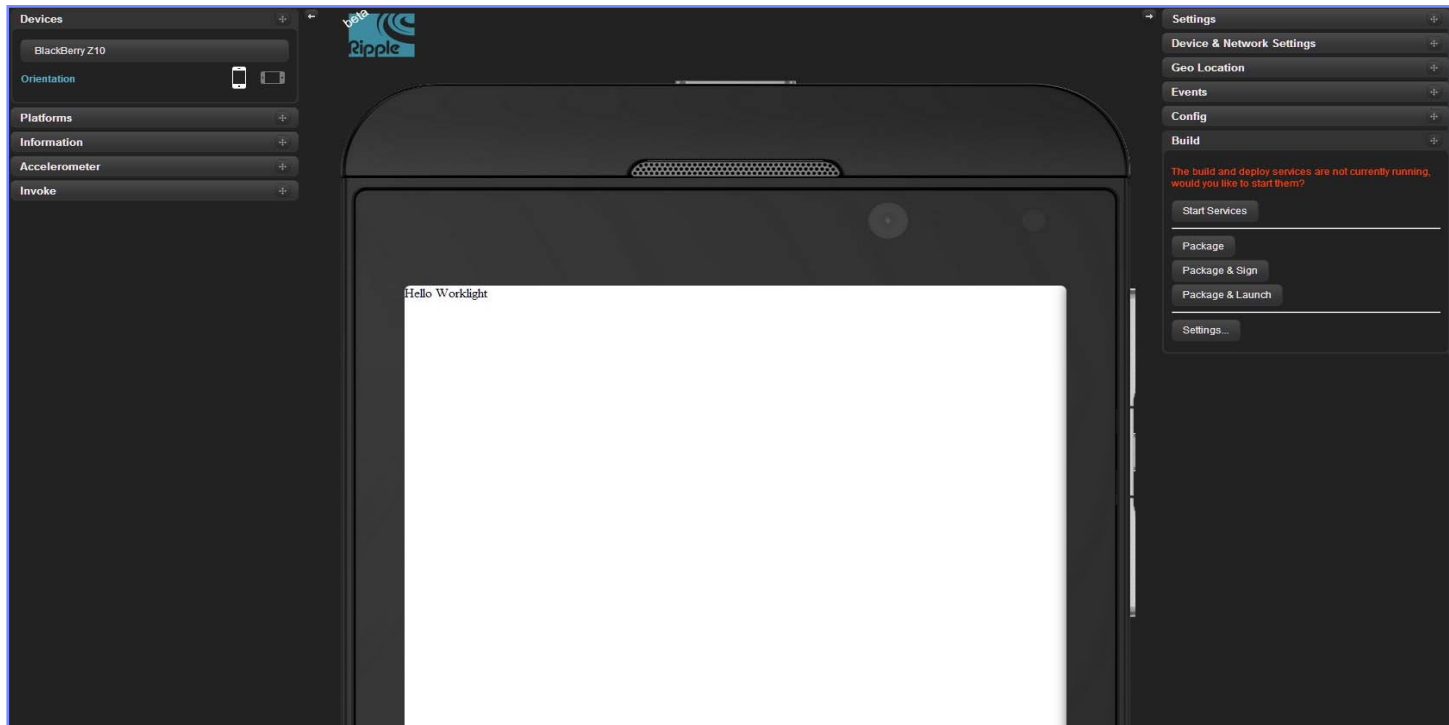 Devices
BlackBerry Z10
Orientation
Platforms
Information
Accelerometer
Invoke
beta
Ripple
Hello Worklight
Settings
Device & Network Settings
Geo Location
Events
Config
Build
The build and deploy services are not currently running,
would you like to start them?
Start Services
Package
Package & Sign
Package & Launch
Settings...